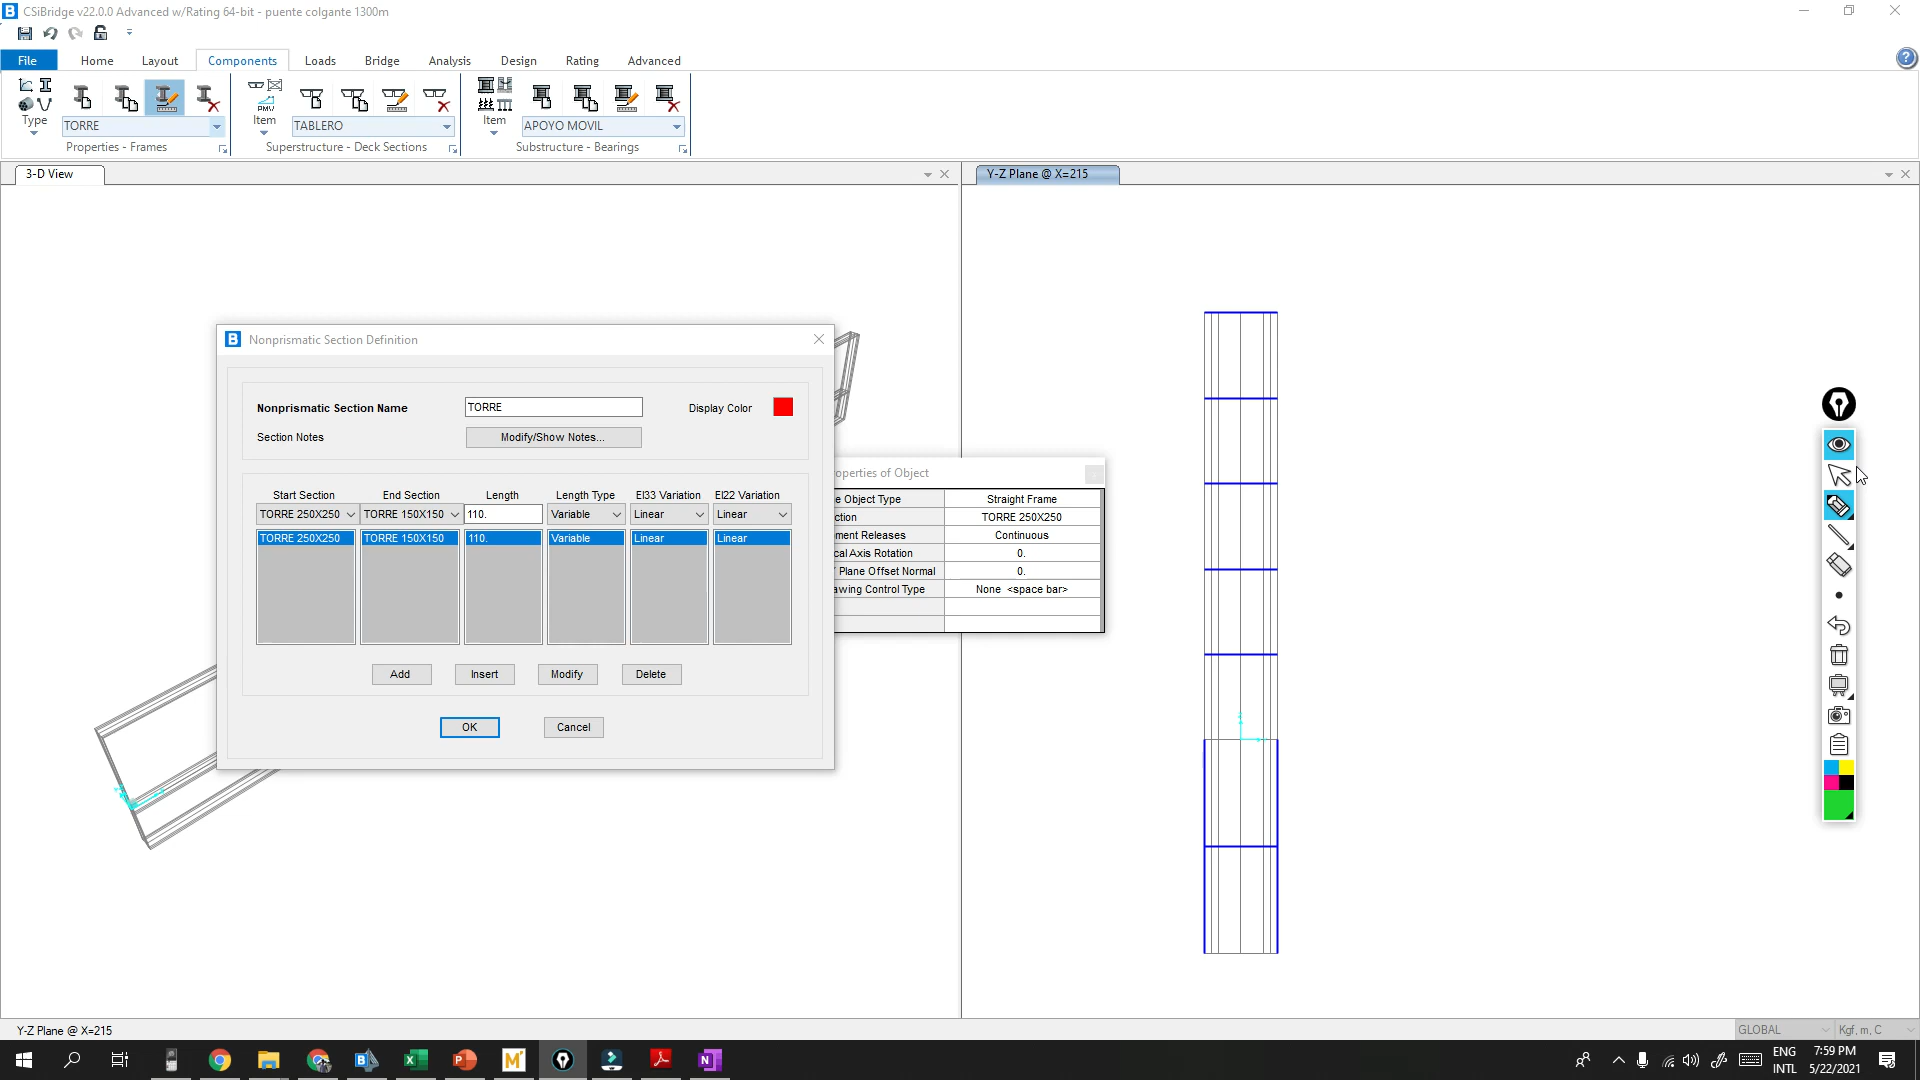 CSiBridge v22.0.0 Advanced w/Rating 64-bit - puente colgante 1300m
File Home Layout Components Loads Bridge Analysis Design Rating Advanced
Type TORRE Item TABLERO Item APOYO MOVIL
Properties - Frames Superstructure - Deck Sections Substructure - Bearings
3-D View Y-Z Plane @ X=215
Nonprismatic Section Definition
Nonprismatic Section Name TORRE Display Color
Section Notes Modify/Show Notes...
Start Section End Section Length Length Type EI33 Variation EI22 Variation
TORRE 250X250 TORRE 150X150 110. Variable Linear Linear
TORRE 250X250 TORRE 150X150 110. Variable Linear Linear
Add Insert Modify Delete
OK Cancel
operties of Object
e Object Type Straight Frame
ction TORRE 250X250
ment Releases Continuous
cal Axis Rotation 0.
Plane Offset Normal 0.
awing Control Type None <space bar>
Y-Z Plane @ X=215 GLOBAL Kgf, m, C
ENG 7:59 PM
INTL 5/22/2021